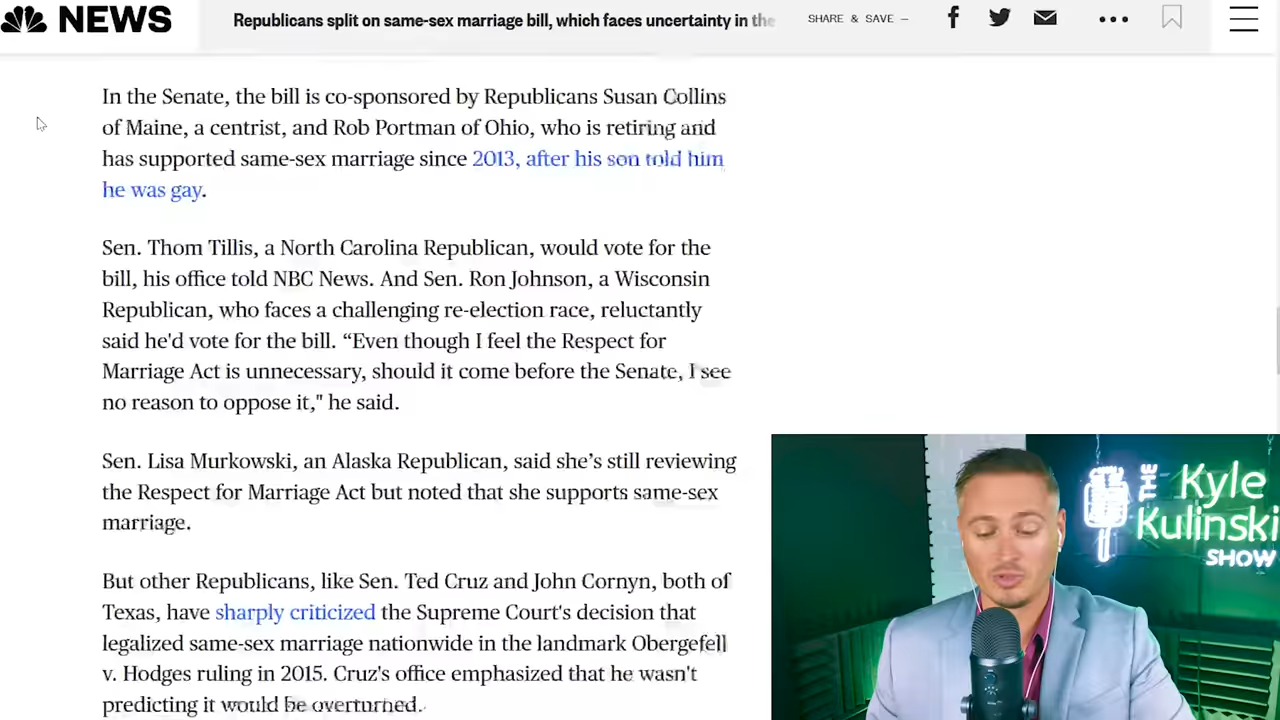 NEWS
Republicans split on same-sex marriage bill, which faces uncertainty in the
SHARE & SAVE —
In the Senate, the bill is co-sponsored by Republicans Susan Collins
of Maine, a centrist, and Rob Portman of Ohio, who is retiring and
has supported same-sex marriage since 2013, after his son told him
he was gay.
Sen. Thom Tillis, a North Carolina Republican, would vote for the
bill, his office told NBC News. And Sen. Ron Johnson, a Wisconsin
Republican, who faces a challenging re-election race, reluctantly
said he'd vote for the bill. “Even though I feel the Respect for
Marriage Act is unnecessary, should it come before the Senate, I see
no reason to oppose it," he said.
Sen. Lisa Murkowski, an Alaska Republican, said she’s still reviewing
the Respect for Marriage Act but noted that she supports same-sex
marriage.
But other Republicans, like Sen. Ted Cruz and John Cornyn, both of
Texas, have sharply criticized the Supreme Court's decision that
legalized same-sex marriage nationwide in the landmark Obergefell
v. Hodges ruling in 2015. Cruz's office emphasized that he wasn't
predicting it would be overturned.
THE
Kyle
Kulinski
SHOW